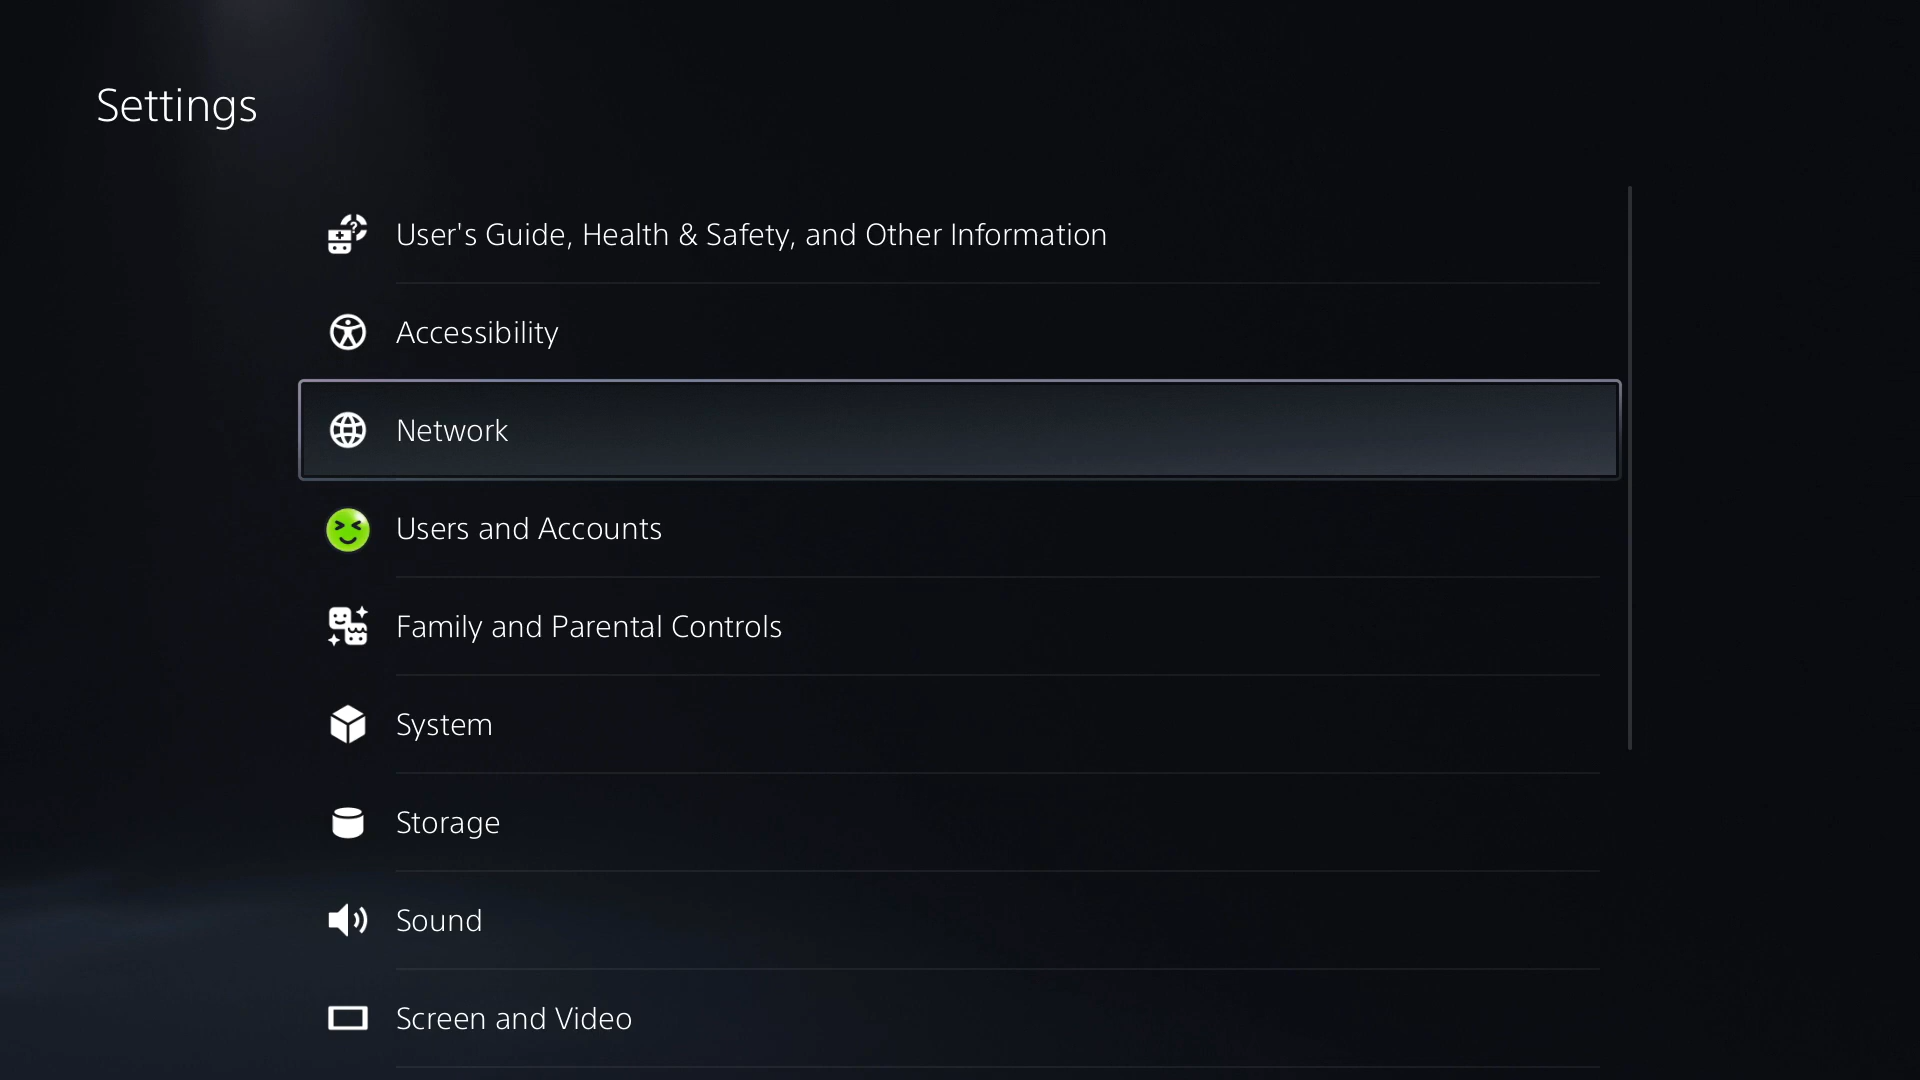 Settings
User's Guide, Health & Safety, and Other Information
Accessibility
Network
Users and Accounts
Family and Parental Controls
System
Storage
Sound
Screen and Video